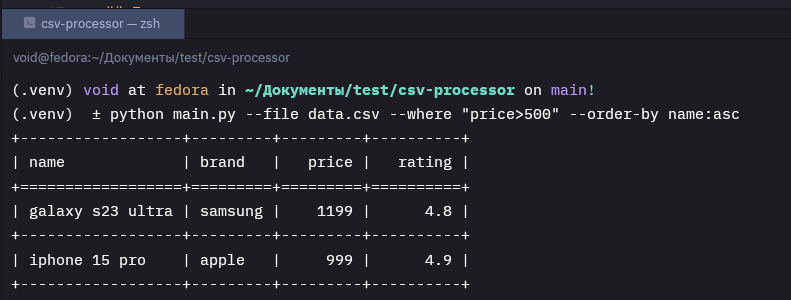 csv-processor — zsh
void@fedora:~/Документы/test/csv-processor
(.venv) void at fedora in ~/Документы/test/csv-processor on main!
(.venv)  ± python main.py --file data.csv --where "price>500" --order-by name:asc
+------------------+---------+---------+----------+
| name             | brand   |   price |   rating |
+==================+=========+=========+==========+
| galaxy s23 ultra | samsung |    1199 |      4.8 |
+------------------+---------+---------+----------+
| iphone 15 pro    | apple   |     999 |      4.9 |
+------------------+---------+---------+----------+